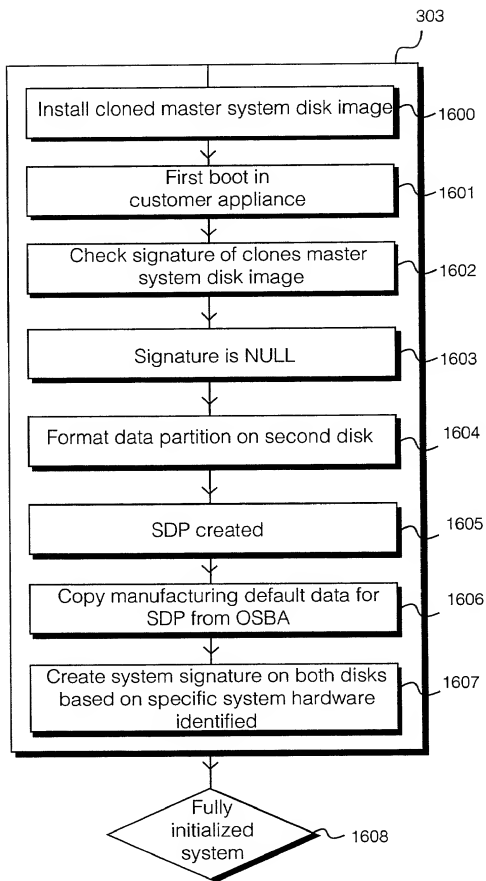 303
Install cloned master system disk image
1600
First boot in
customer appliance
1601
Check signature of clones master
system disk image
1602
Signature is NULL
1603
Format data partition on second disk
1604
SDP created
1605
Copy manufacturing default data for
SDP from OSBA
1606
Create system signature on both disks
based on specific system hardware
identified
1607
Fully
initialized
system
1608